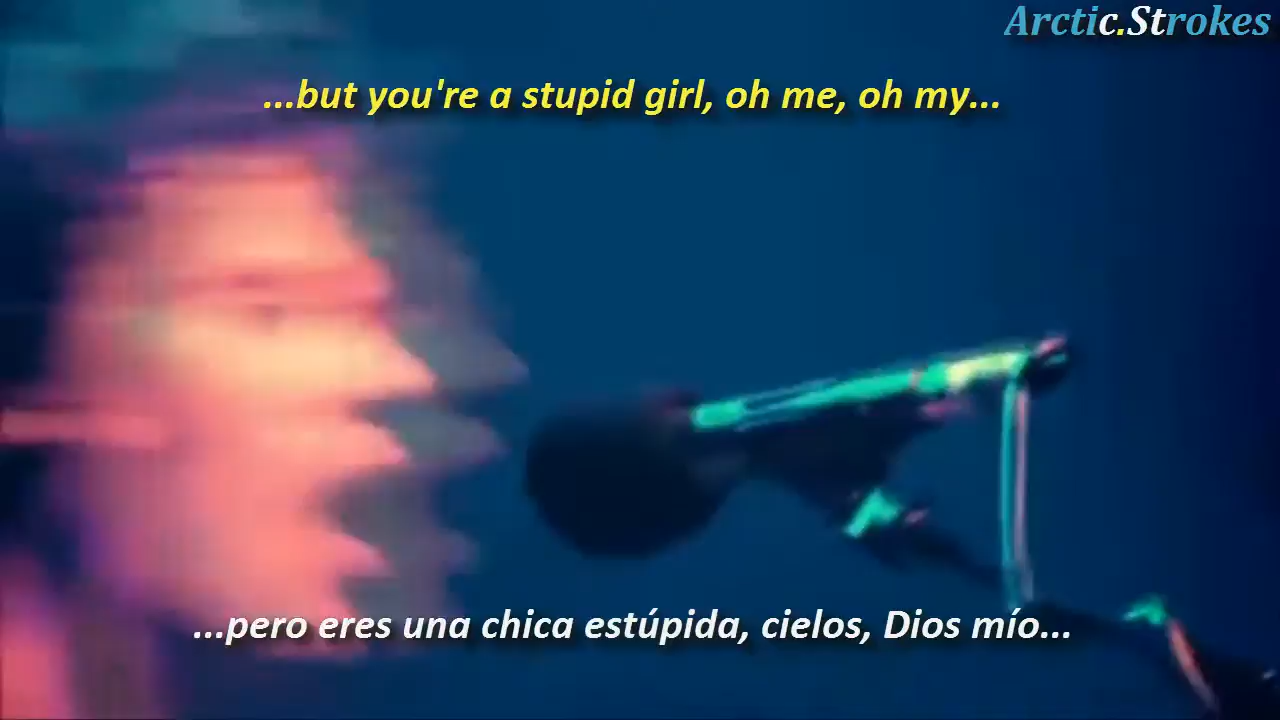 Arctic.Strokes
...but you're a stupid girl, oh me, oh my...
...pero eres una chica estúpida, cielos, Dios mío...